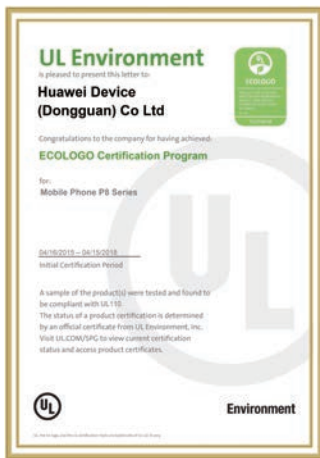 UL Environment
is pleased to present this letter to:
Huawei Device
(Dongguan) Co Ltd
ECOLOGO
Congratulations to the company for having achieved:
ECOLOGO Certification Program
for:
Mobile Phone P8 Series
04/16/2015 – 04/15/2016
Initial Certification Period
A sample of the product(s) were tested and found to
be compliant with UL 110.
The status of a product certification is determined
by an official certificate from UL Environment, Inc.
Visit UL.COM/SPG to view current certification
status and access product certificates.
UL
UL
Environment